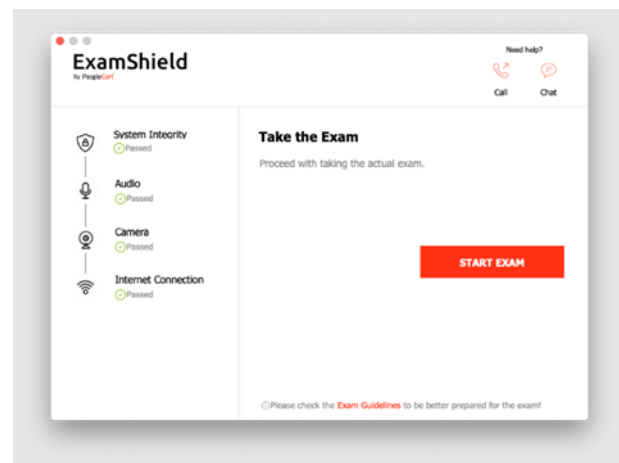 ExamShield
by PeopleCert
Need help?
Call
Chat
System Integrity
Passed
Audio
Passed
Camera
Passed
Internet Connection
Passed
Take the Exam
Proceed with taking the actual exam.
START EXAM
Please check the Exam Guidelines to be better prepared for the exam!